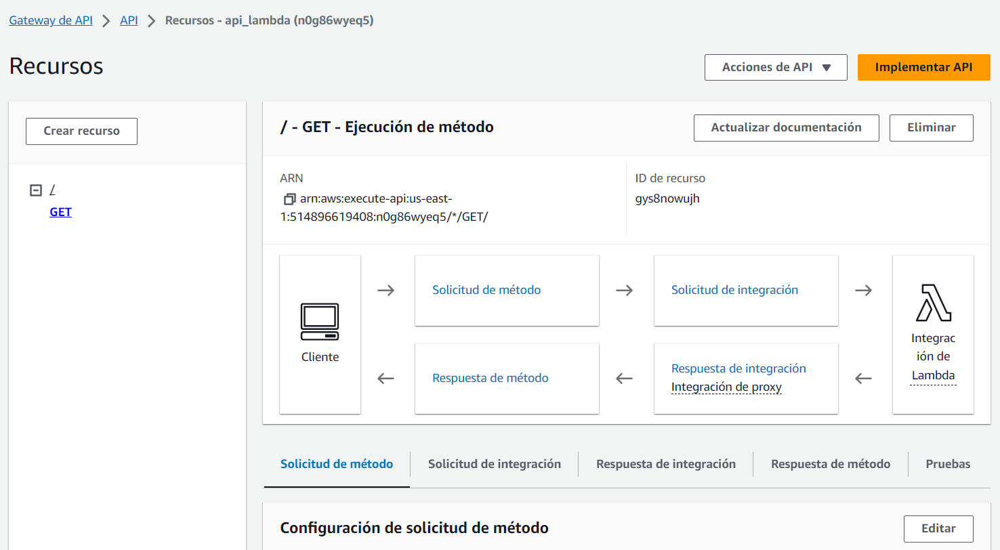 Gateway de API > API > Recursos - api_lambda (n0g86wyeq5)
Recursos
Acciones de API ▼
Implementar API
Crear recurso
/
GET
/ - GET - Ejecución de método
Actualizar documentación
Eliminar
ARN
arn:aws:execute-api:us-east-
1:514896619408:n0g86wyeq5/*/GET/
ID de recurso
gys8nowujh
Cliente
Solicitud de método
Solicitud de integración
Respuesta de método
Respuesta de integración
Integración de proxy
Integrac
ión de
Lambda
Solicitud de método
Solicitud de integración
Respuesta de integración
Respuesta de método
Pruebas
Configuración de solicitud de método
Editar